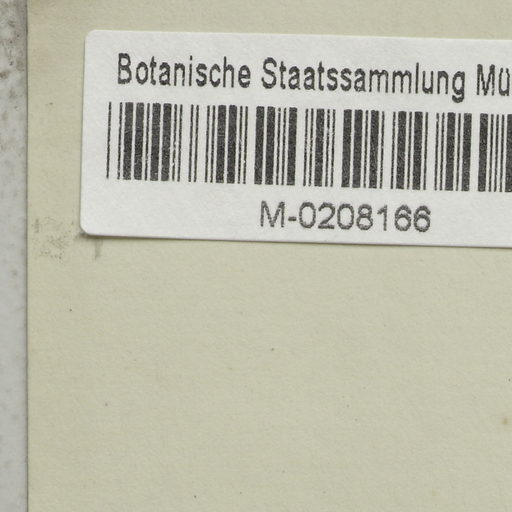 Botanische Staatssammlung Mü
M-0208166